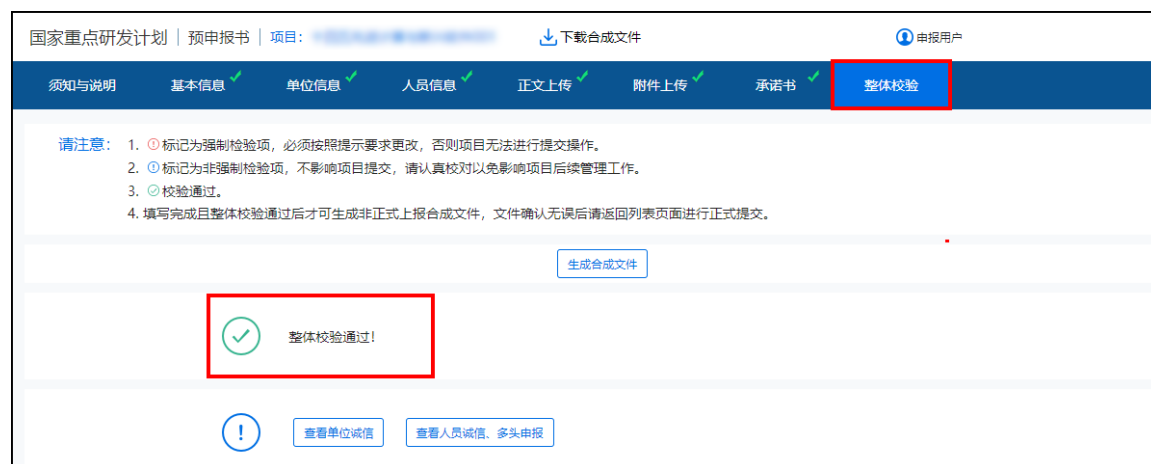 国家重点研发计划 | 预申报书 | 项目: 下载合成文件 申报用户
须知与说明 基本信息 单位信息 人员信息 正文上传 附件上传 承诺书 整体校验
请注意: 1. 标记为强制检验项, 必须按照提示要求更改, 否则项目无法进行提交操作。
2. 标记为非强制检验项, 不影响项目提交, 请认真校对以免影响项目后续管理工作。
3. 校验通过。
4. 填写完成且整体校验通过后才可生成非正式上报合成文件, 文件确认无误后请返回列表页面进行正式提交。
生成合成文件
整体校验通过!
查看单位诚信 查看人员诚信、多头申报